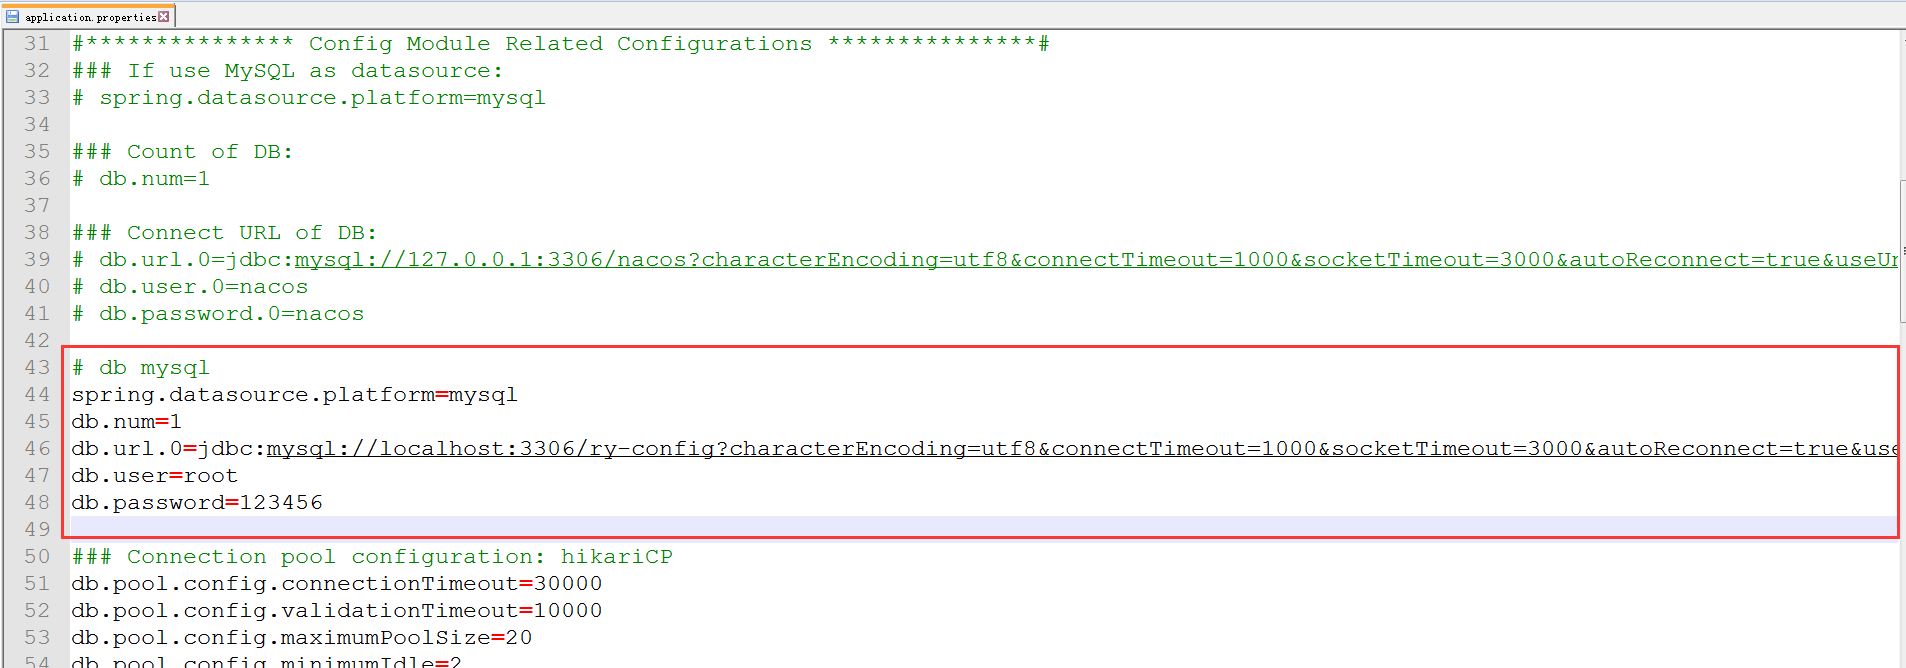 application.properties
31 #*************** Config Module Related Configurations ***************#
32 ### If use MySQL as datasource:
33 # spring.datasource.platform=mysql
34
35 ### Count of DB:
36 # db.num=1
37
38 ### Connect URL of DB:
39 # db.url.0=jdbc:mysql://127.0.0.1:3306/nacos?characterEncoding=utf8&connectTimeout=1000&socketTimeout=3000&autoReconnect=true&useUn
40 # db.user.0=nacos
41 # db.password.0=nacos
42
43 # db mysql
44 spring.datasource.platform=mysql
45 db.num=1
46 db.url.0=jdbc:mysql://localhost:3306/ry-config?characterEncoding=utf8&connectTimeout=1000&socketTimeout=3000&autoReconnect=true&use
47 db.user=root
48 db.password=123456
49
50 ### Connection pool configuration: hikariCP
51 db.pool.config.connectionTimeout=30000
52 db.pool.config.validationTimeout=10000
53 db.pool.config.maximumPoolSize=20
54 db.pool.config.minimumIdle=2